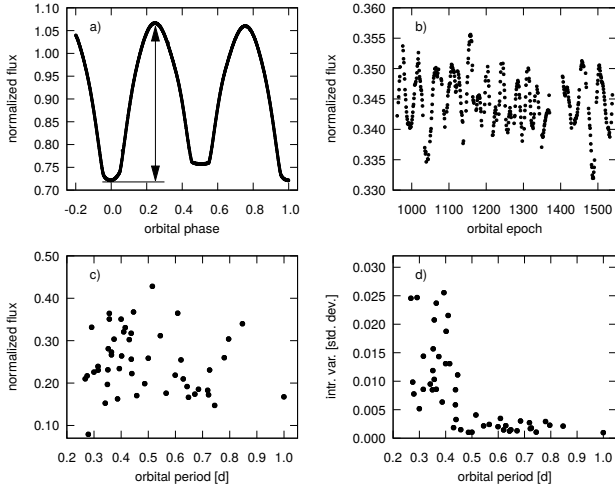 a)
normalized flux
1.10
1.05
1.00
0.95
0.90
0.85
0.80
0.75
0.70
-0.2 0.0 0.2 0.4 0.6 0.8 1.0
orbital phase
b)
normalized flux
0.360
0.355
0.350
0.345
0.340
0.335
0.330
1000 1100 1200 1300 1400 1500
orbital epoch
c)
normalized flux
0.50
0.40
0.30
0.20
0.10
0.2 0.3 0.4 0.5 0.6 0.7 0.8 0.9 1.0
orbital period [d]
d)
intr. var. [std. dev.]
0.030
0.025
0.020
0.015
0.010
0.005
0.000
0.2 0.3 0.4 0.5 0.6 0.7 0.8 0.9 1.0
orbital period [d]